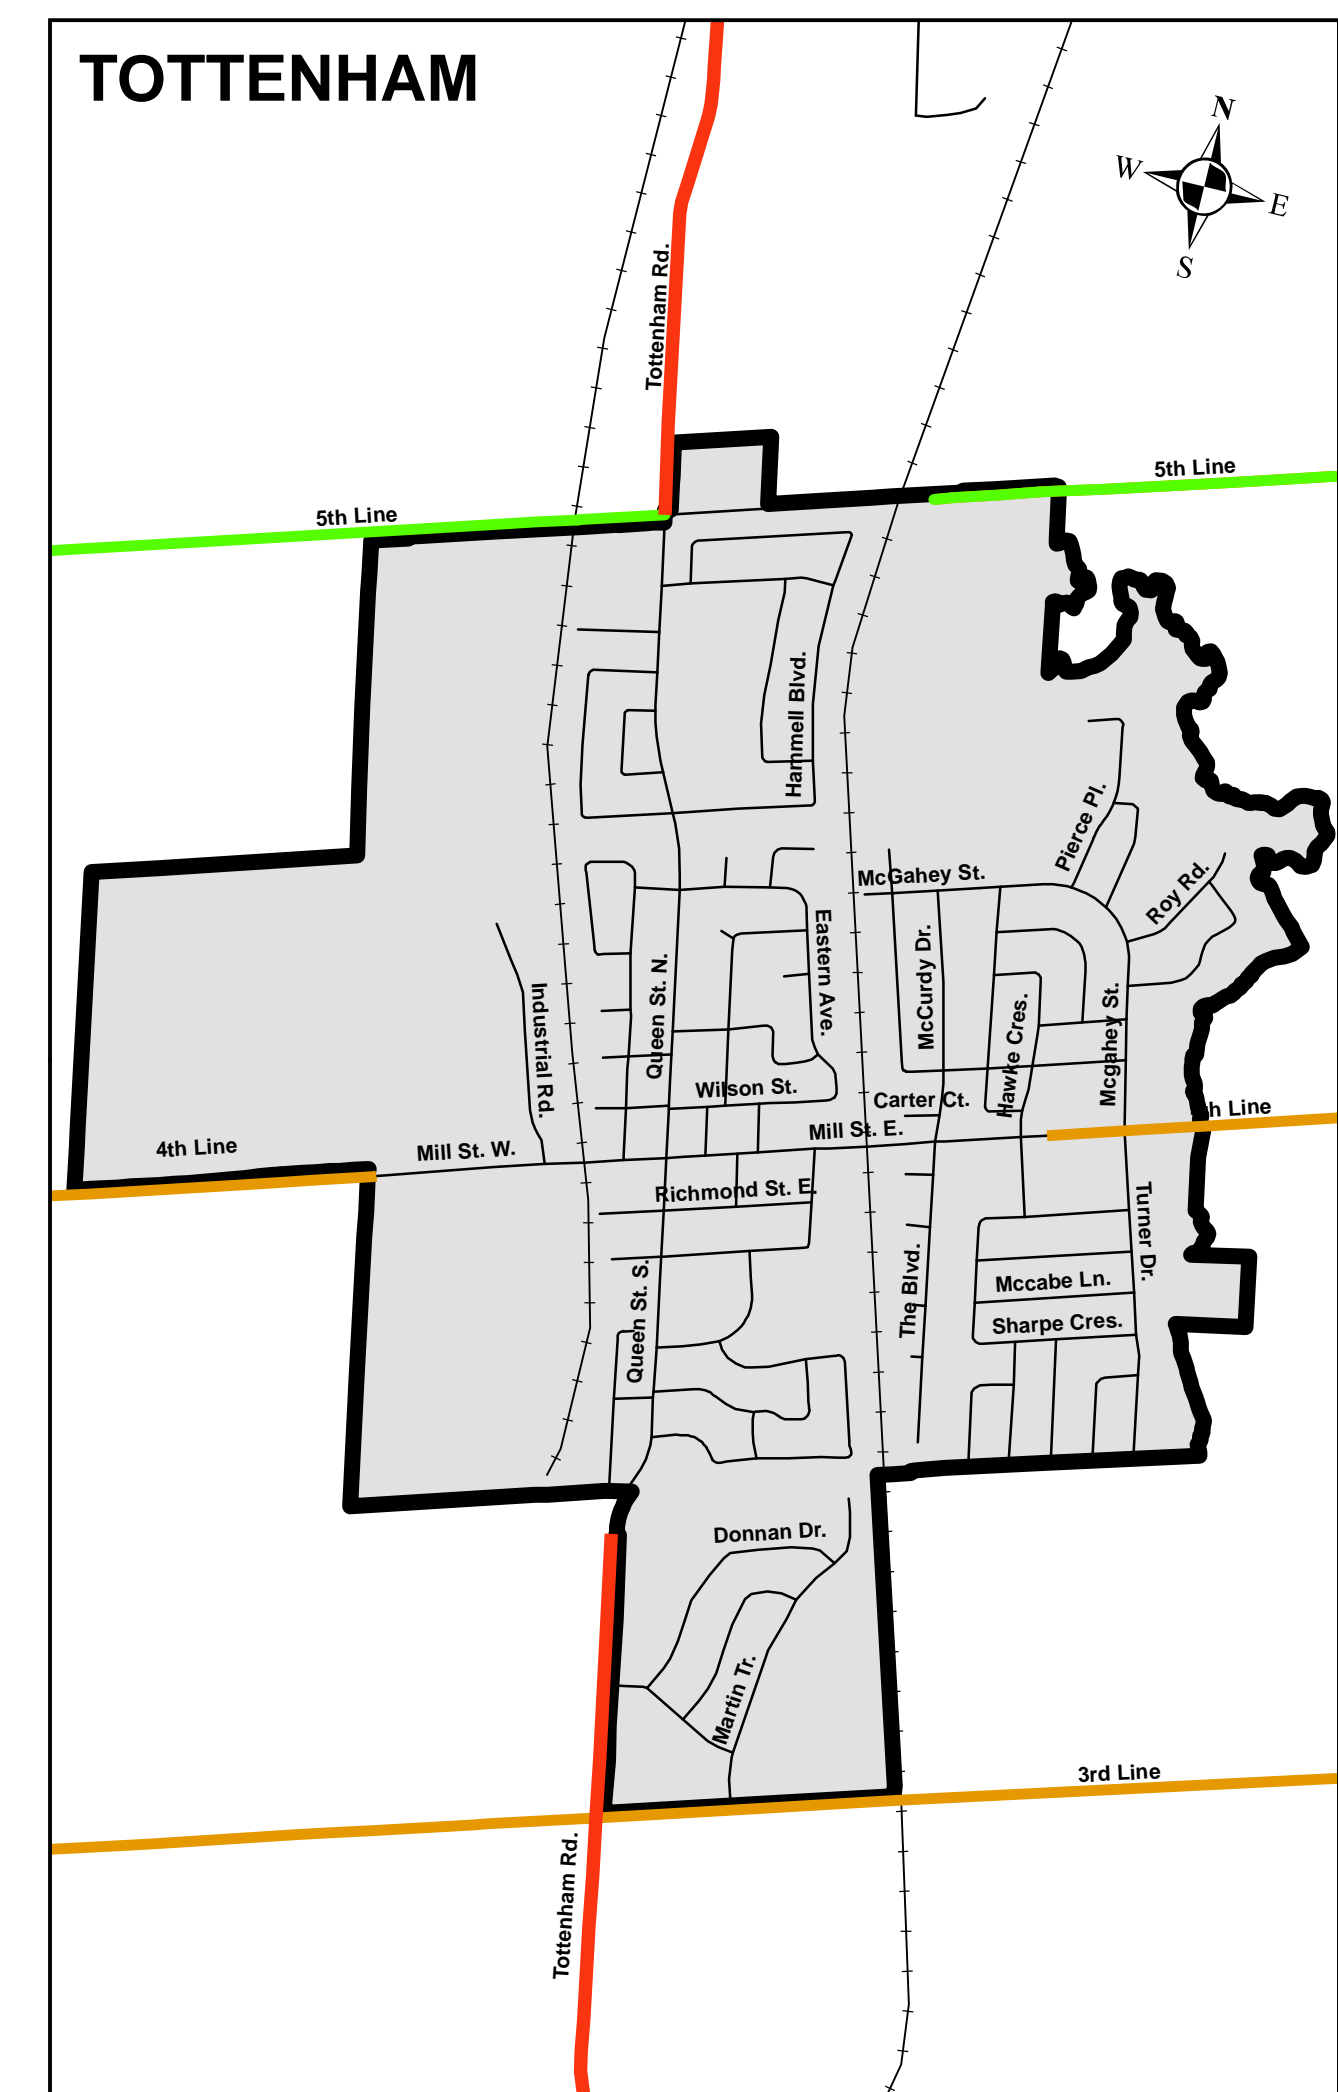 TOTTENHAM
N
W
E
S
Tottenham Rd.
5th Line
5th Line
Hammell Blvd.
Pierce Pl.
McGahey St.
Roy Rd.
Eastern Ave.
McCurdy Dr.
Queen St. N.
Industrial Rd.
Hawke Cres.
Mcgahey St.
Wilson St.
Carter Ct.
h Line
Mill St. E.
4th Line
Mill St. W.
Richmond St. E.
Turner Dr.
The Blvd.
Queen St. S.
Mccabe Ln.
Sharpe Cres.
Donnan Dr.
Martin Tr.
3rd Line
Tottenham Rd.